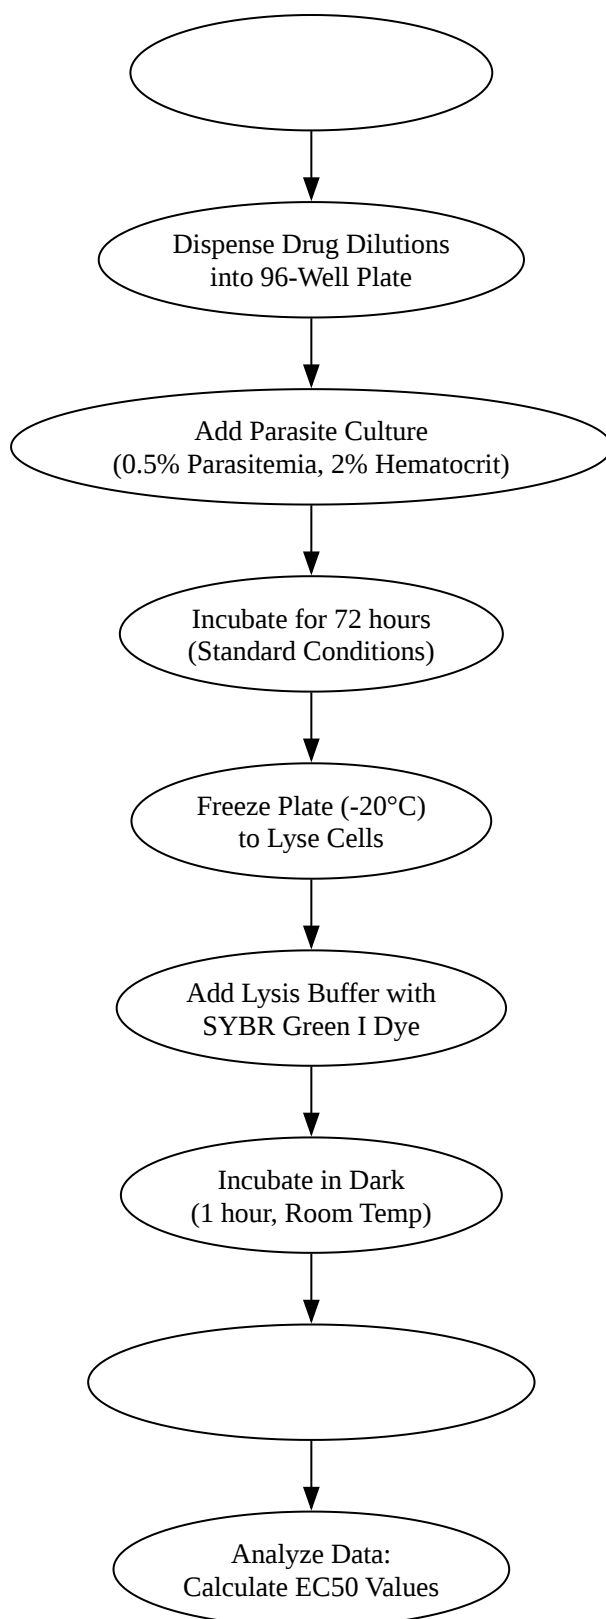 Dispense Drug Dilutions
into 96-Well Plate
Add Parasite Culture
(0.5% Parasitemia, 2% Hematocrit)
Incubate for 72 hours
(Standard Conditions)
Freeze Plate (-20°C)
to Lyse Cells
Add Lysis Buffer with
SYBR Green I Dye
Incubate in Dark
(1 hour, Room Temp)
Analyze Data:
Calculate EC50 Values